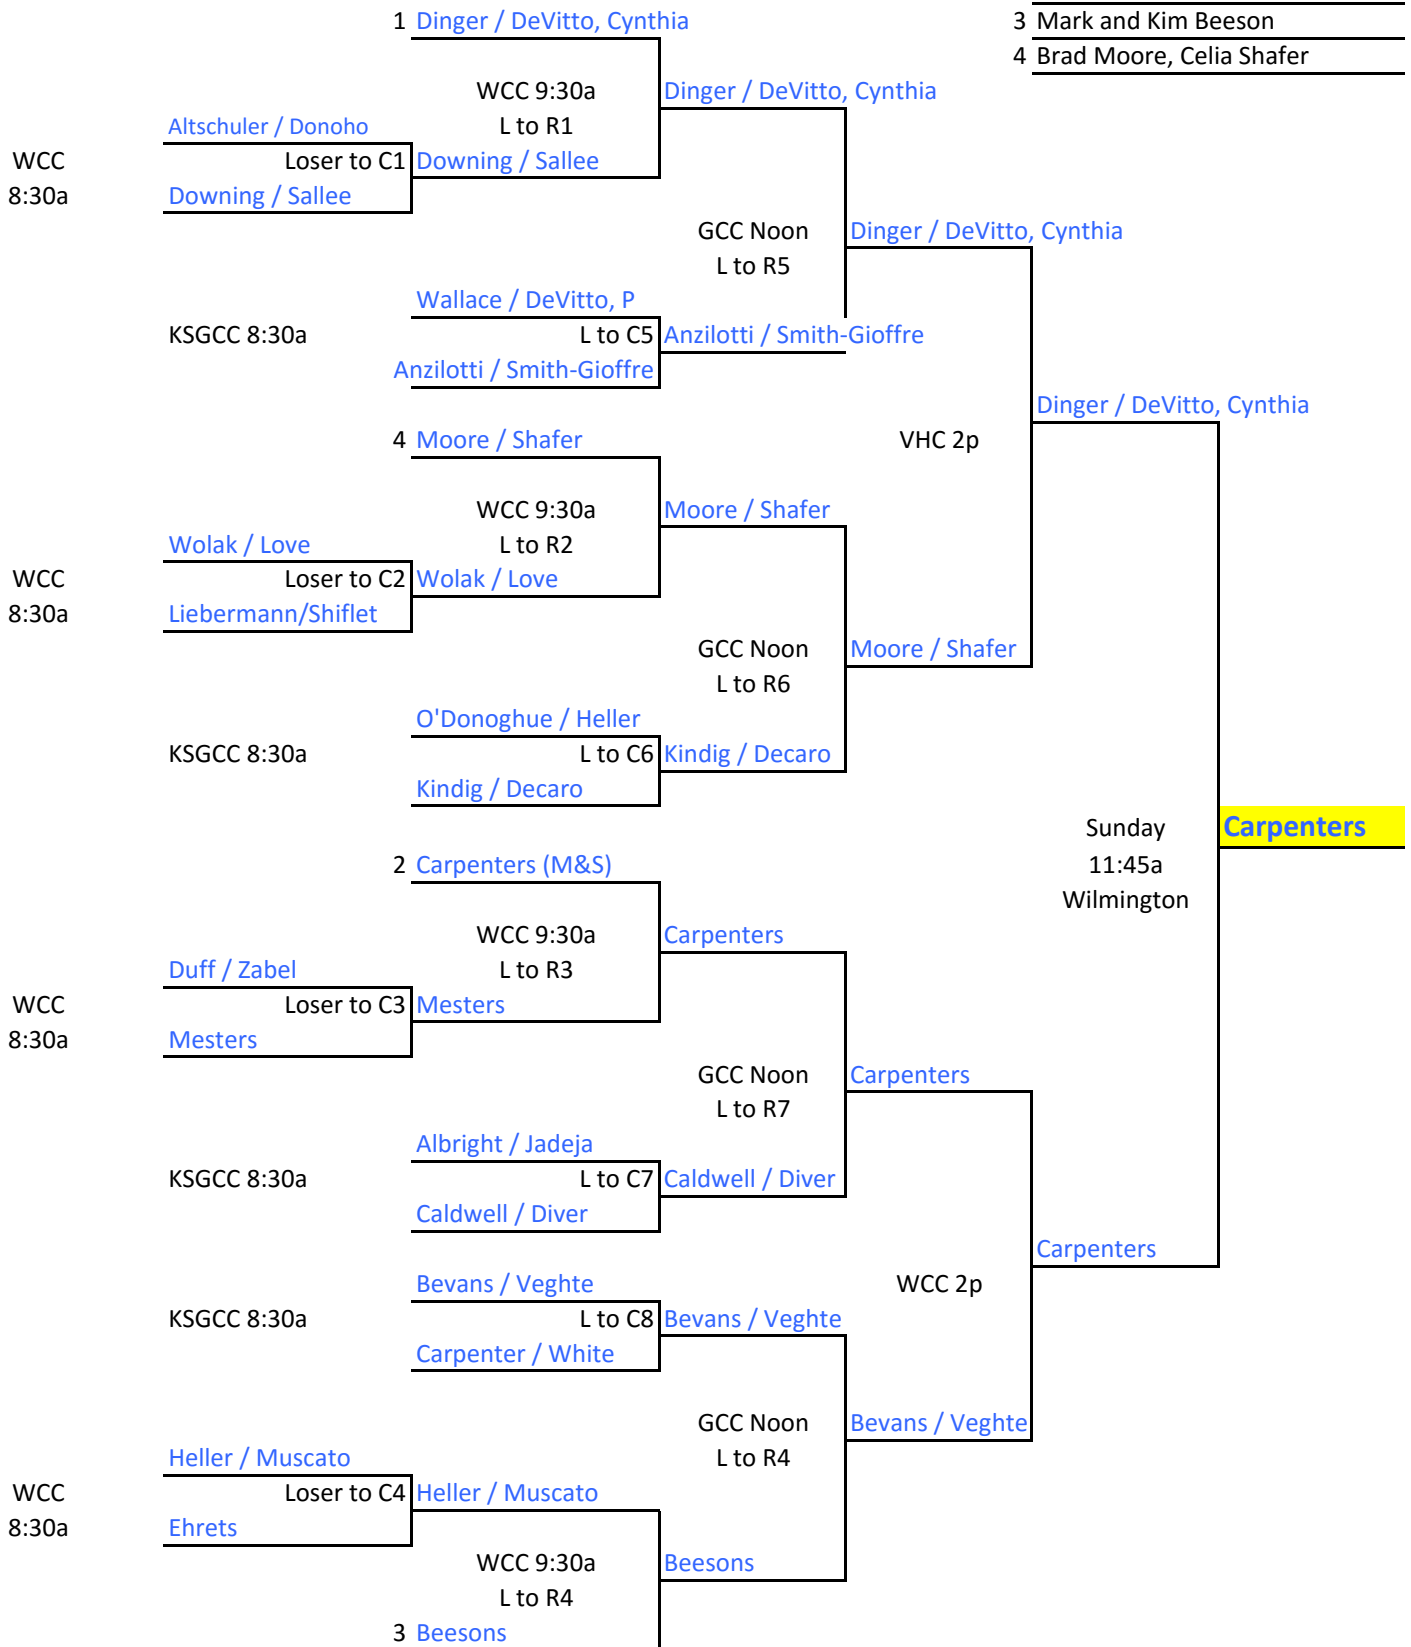 1 Dinger / DeVitto, Cynthia
3 Mark and Kim Beeson
4 Brad Moore, Celia Shafer
WCC 9:30a
Dinger / DeVitto, Cynthia
Altschuler / Donoho
L to R1
WCC
Loser to C1
Downing / Sallee
8:30a
Downing / Sallee
GCC Noon
Dinger / DeVitto, Cynthia
L to R5
Wallace / DeVitto, P
KSGCC 8:30a
L to C5
Anzilotti / Smith-Gioffre
Anzilotti / Smith-Gioffre
Dinger / DeVitto, Cynthia
4 Moore / Shafer
VHC 2p
WCC 9:30a
Moore / Shafer
Wolak / Love
L to R2
WCC
Loser to C2
Wolak / Love
8:30a
Liebermann/Shiflet
GCC Noon
Moore / Shafer
L to R6
O'Donoghue / Heller
KSGCC 8:30a
L to C6
Kindig / Decaro
Kindig / Decaro
Sunday
Carpenters
2 Carpenters (M&S)
11:45a
Wilmington
WCC 9:30a
Carpenters
Duff / Zabel
L to R3
WCC
Loser to C3
Mesters
8:30a
Mesters
GCC Noon
Carpenters
L to R7
Albright / Jadeja
KSGCC 8:30a
L to C7
Caldwell / Diver
Caldwell / Diver
Carpenters
Bevans / Veghte
WCC 2p
KSGCC 8:30a
L to C8
Bevans / Veghte
Carpenter / White
GCC Noon
Bevans / Veghte
Heller / Muscato
L to R4
WCC
Loser to C4
Heller / Muscato
8:30a
Ehrets
WCC 9:30a
Beesons
L to R4
3 Beesons